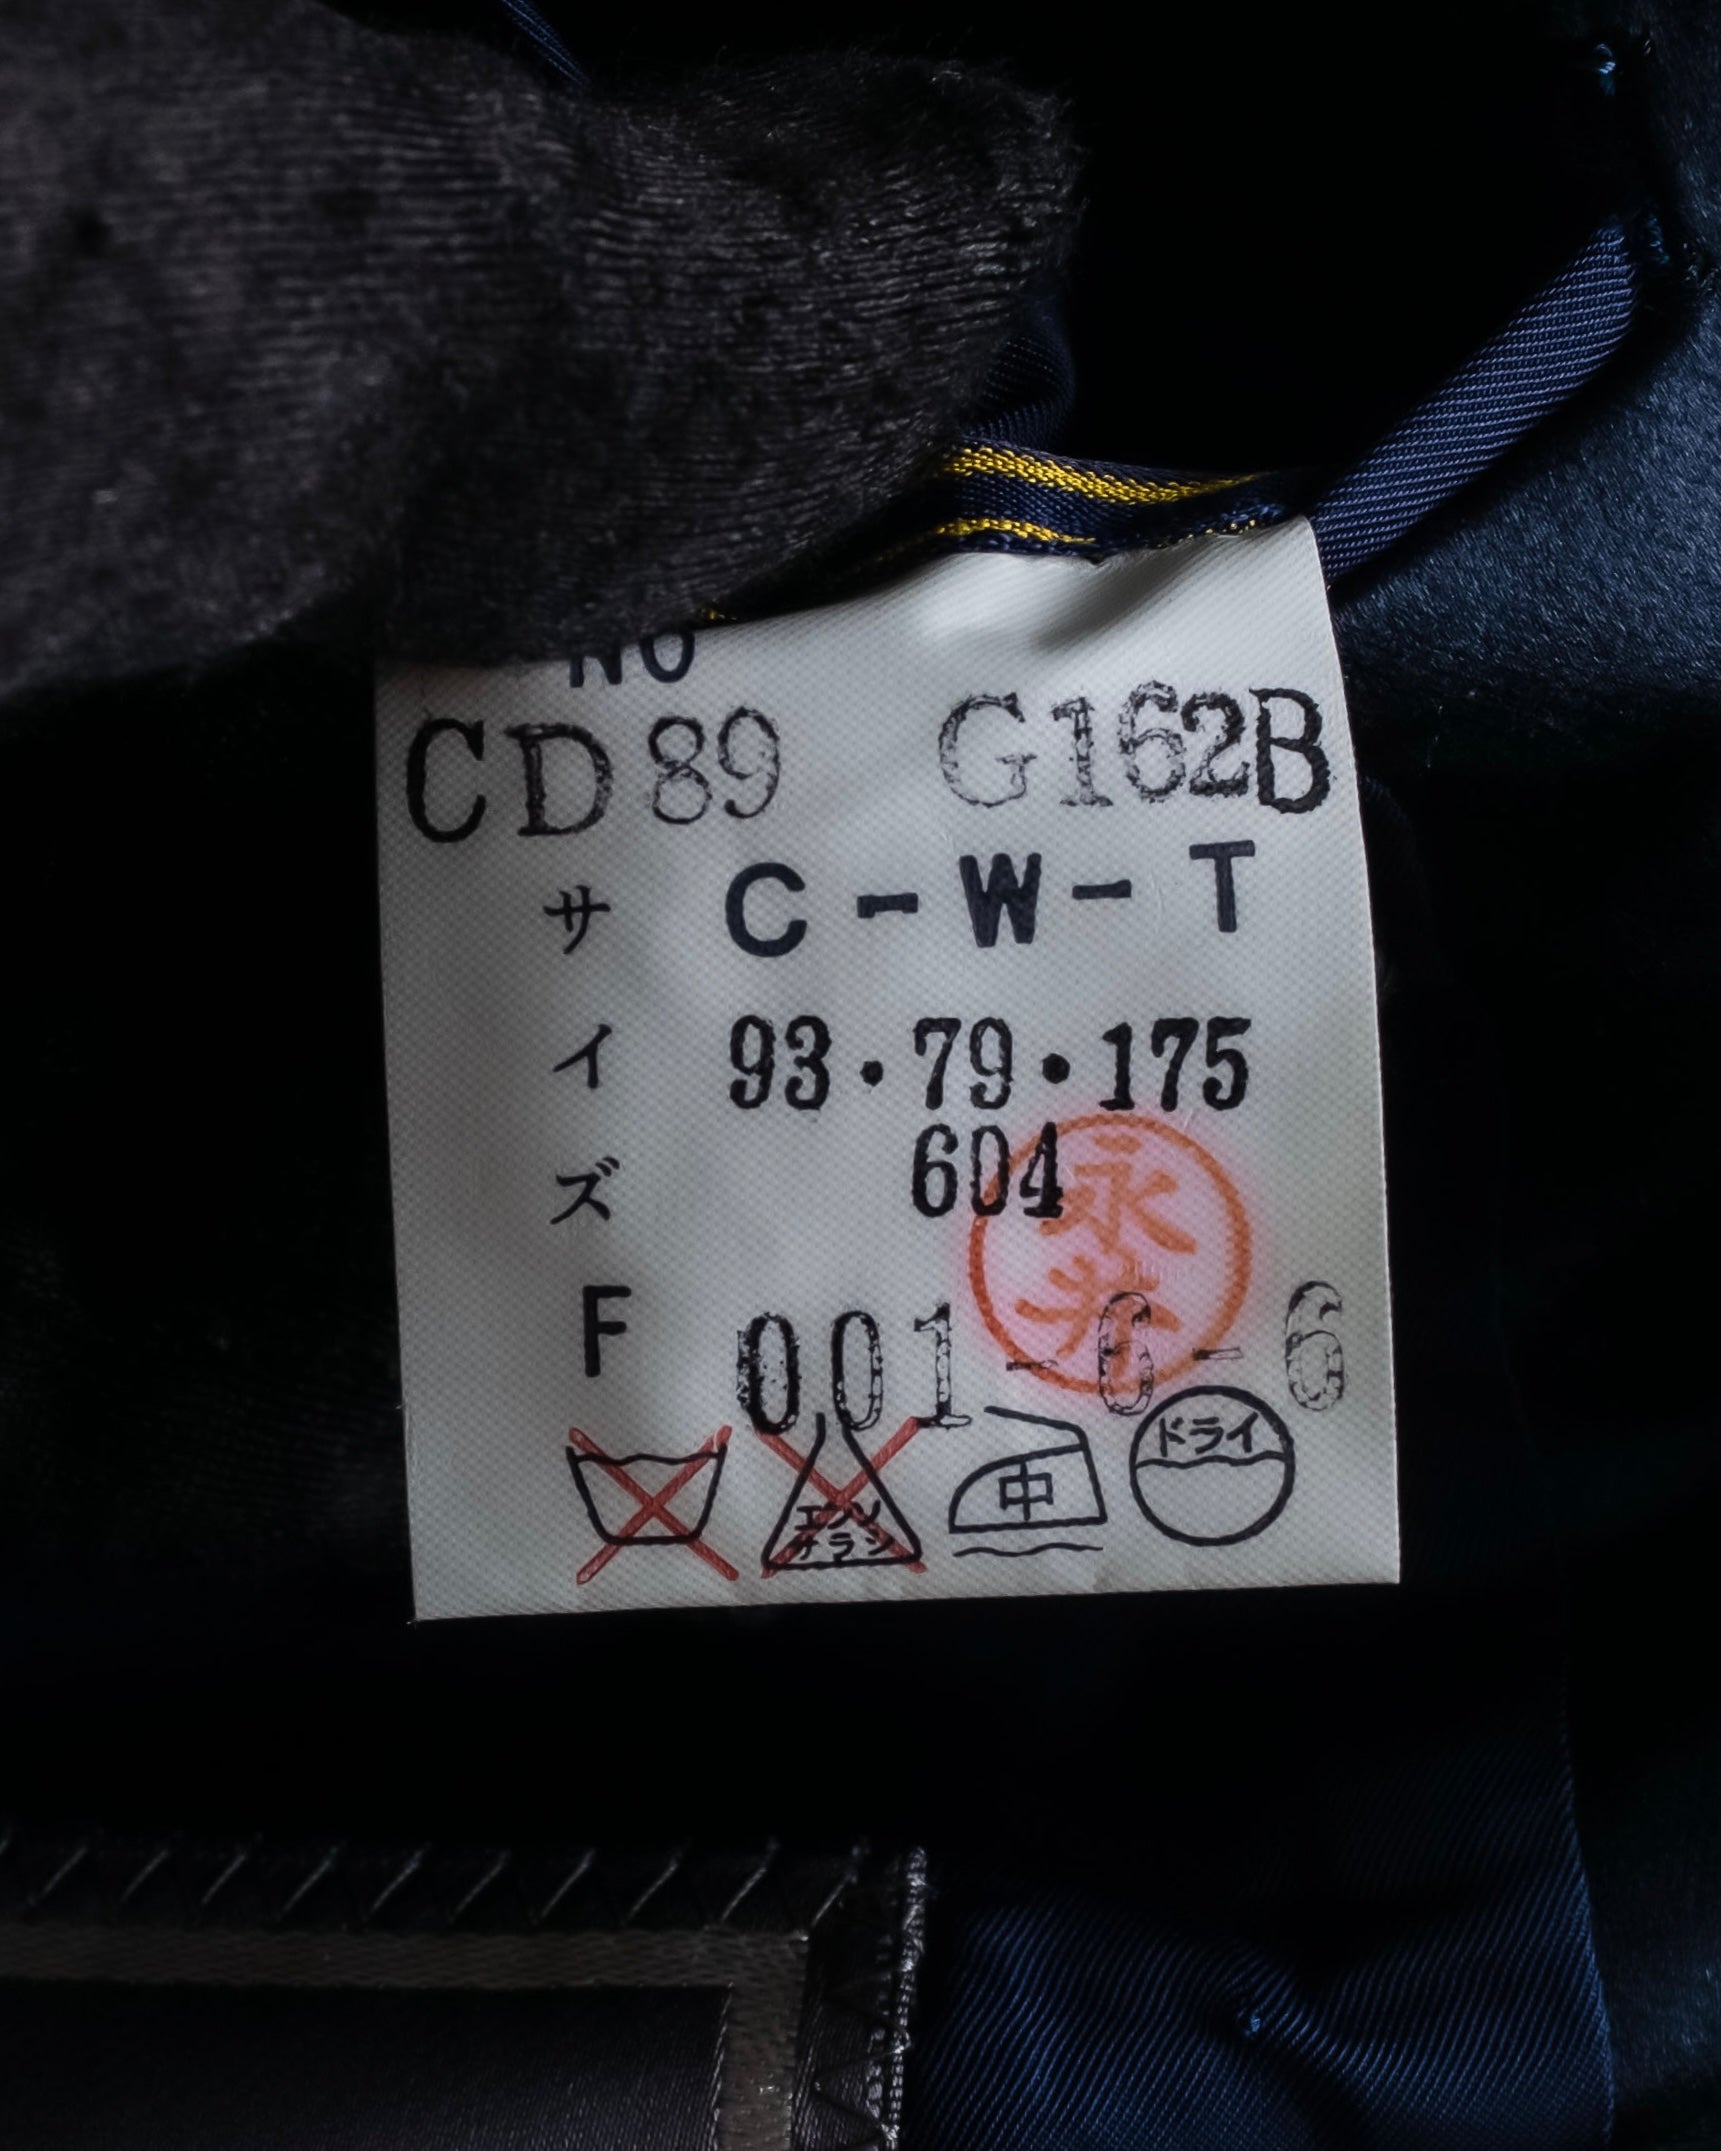 NO
CD89 G162B
サイズ
C-W-T
93・79・175
604
永井
F 001-6-6
エンソ
サラシ
中
ドライ